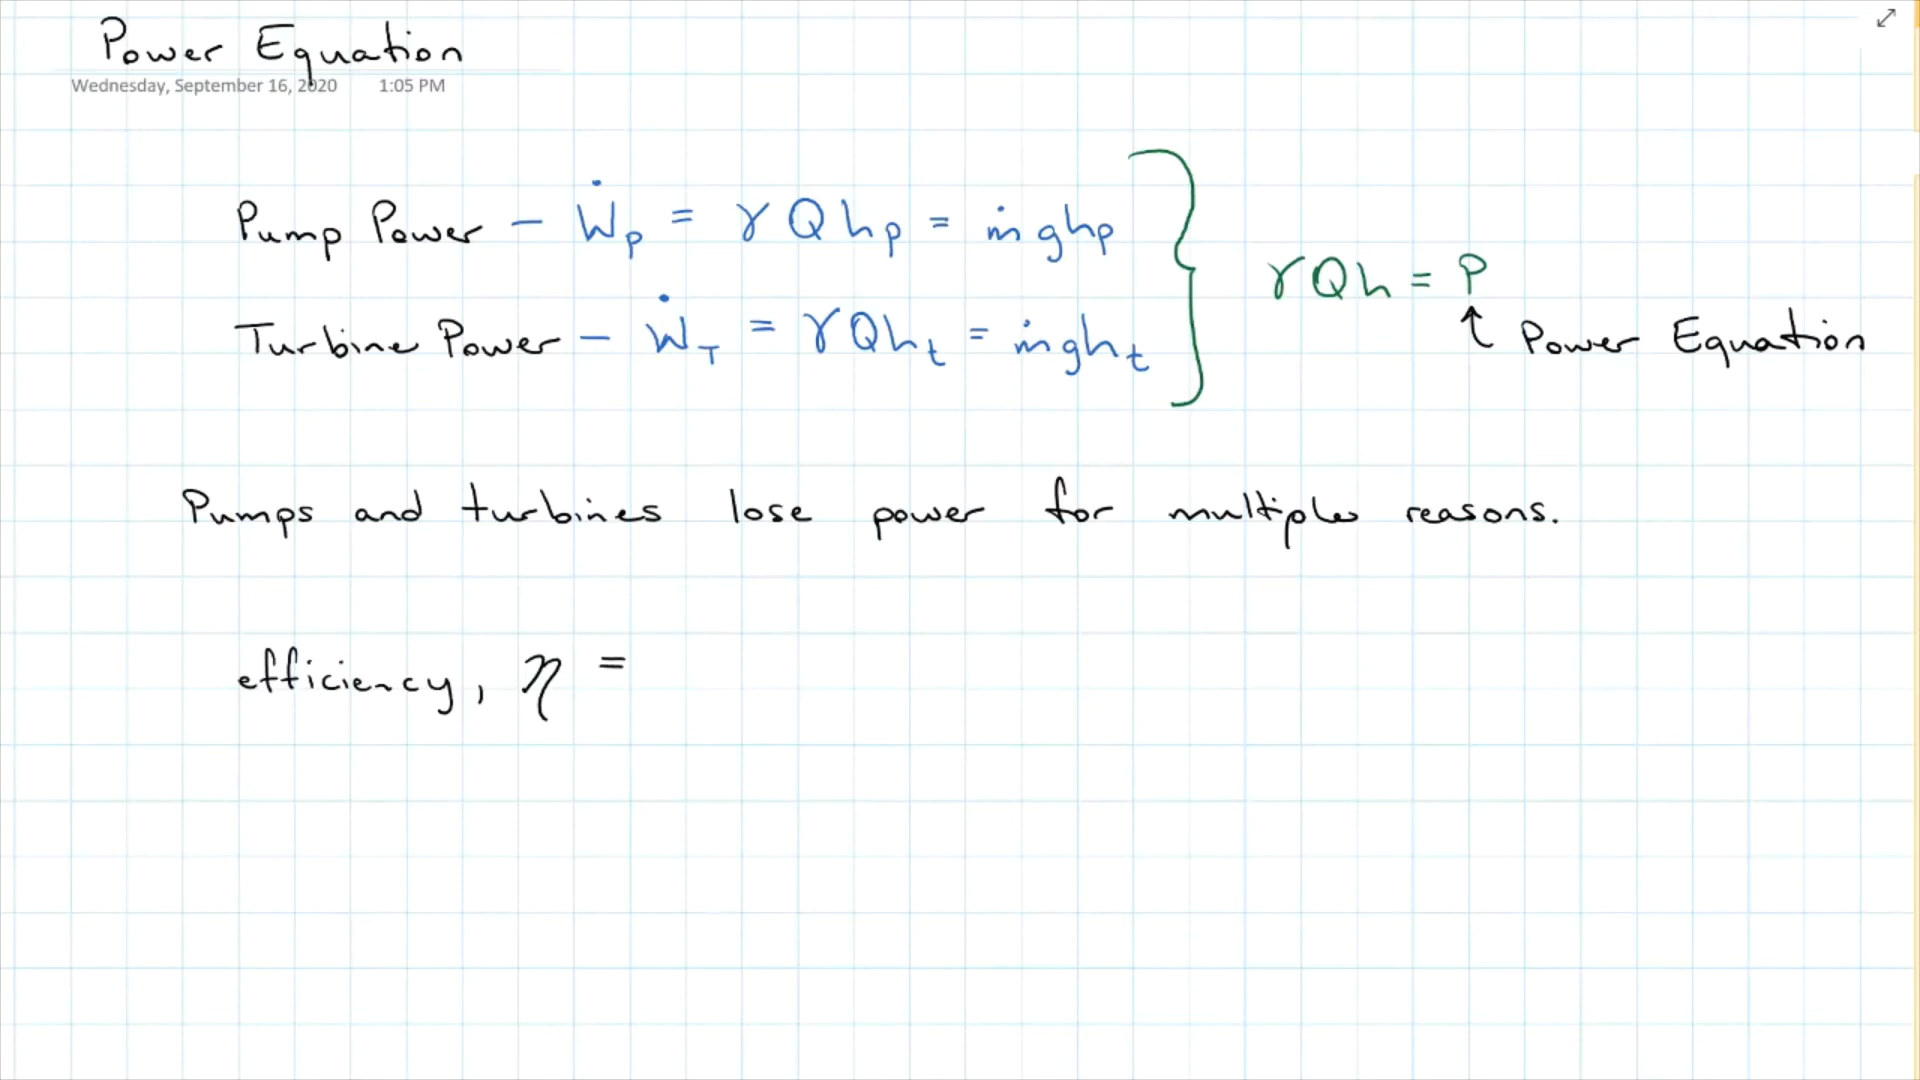 Power Equation
Wednesday, September 16, 2020 1:05 PM
Pump Power - Ẇp = γQhp = ṁghp
Turbine Power - ẆT = γQht = ṁght
γQh = P
↑ Power Equation
Pumps and turbines lose power for multiple reasons.
efficiency, η =